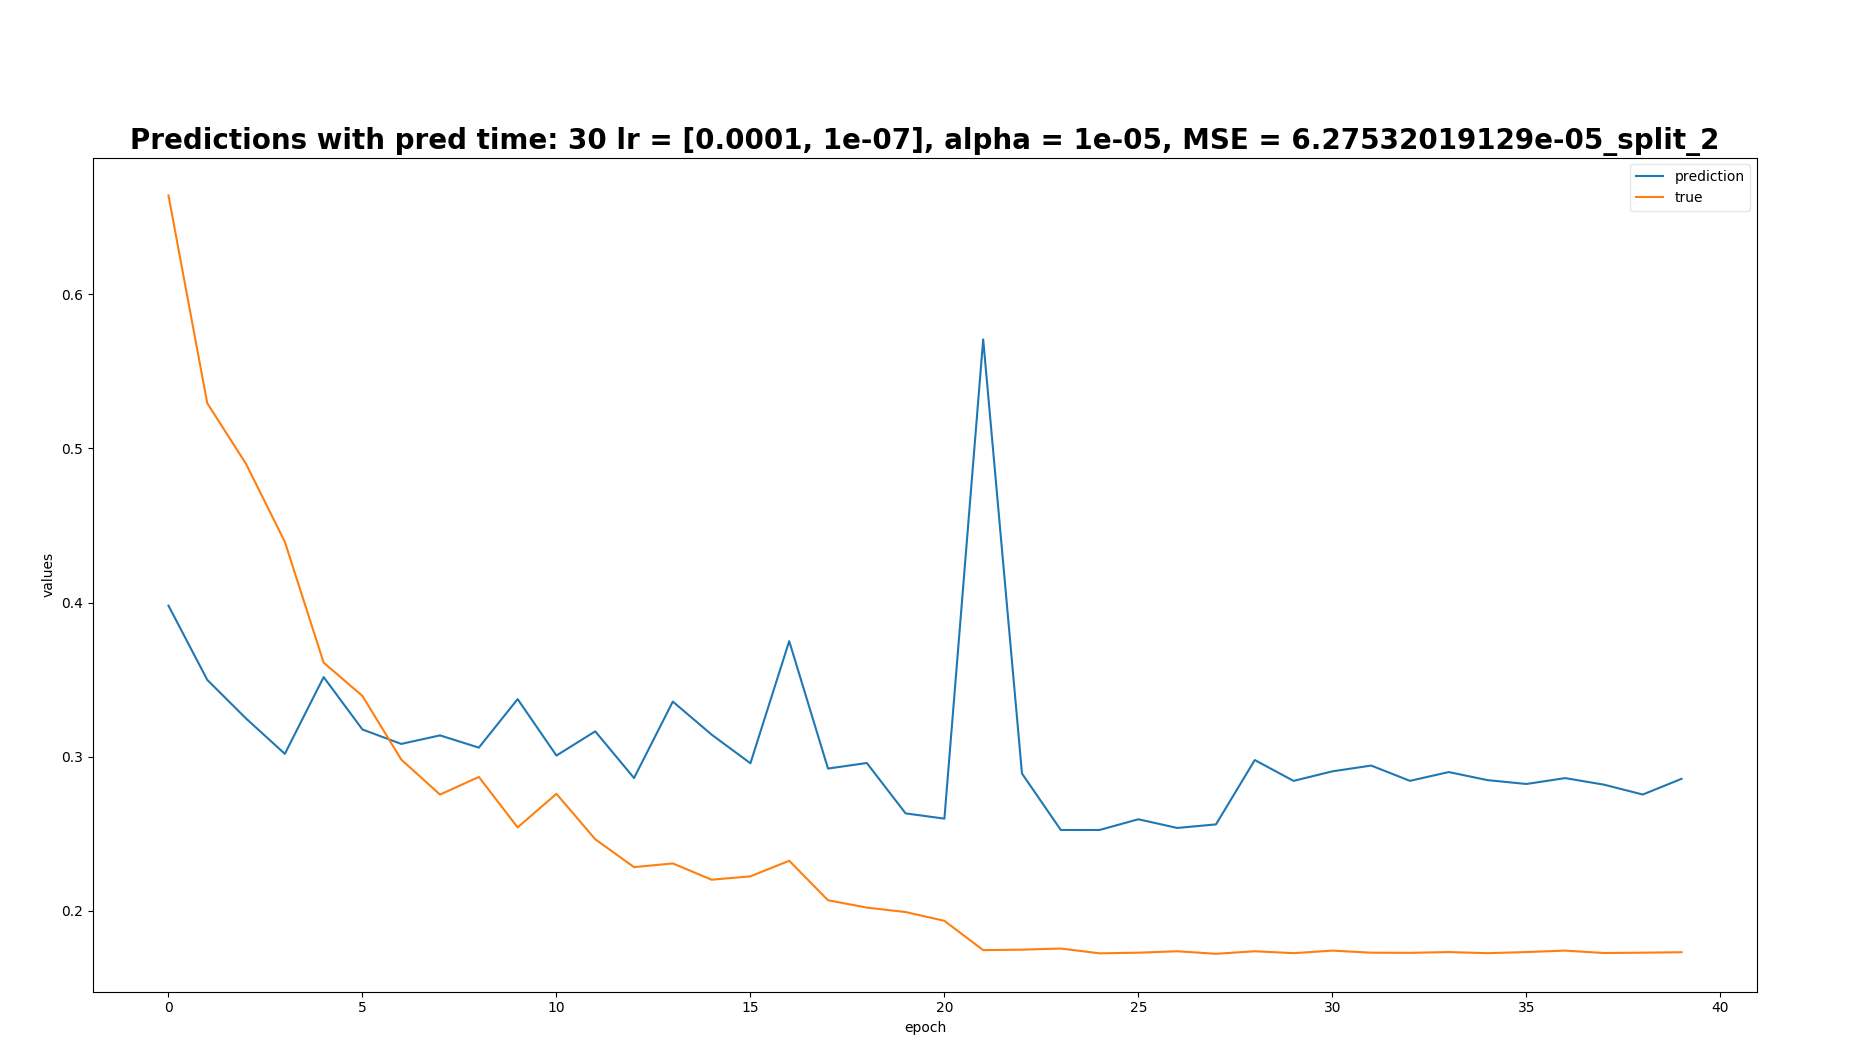 Predictions with pred time: 30 lr = [0.0001, 1e-07], alpha = 1e-05, MSE = 6.27532019129e-05_split_2
prediction
true
0.6
0.5
0.4
0.3
0.2
values
0 5 10 15 20 25 30 35 40
epoch